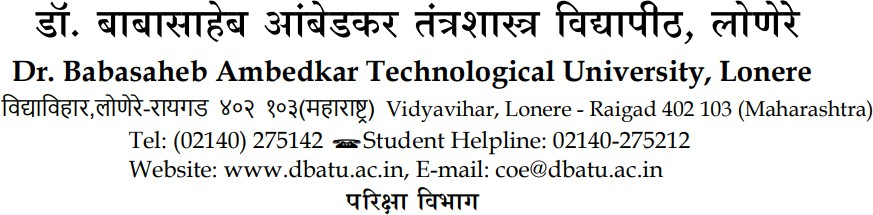 डॉ. बाबासाहेब आंबेडकर तंत्रशास्त्र विद्यापीठ, लोणेरे
Dr. Babasaheb Ambedkar Technological University, Lonere
विद्याविहार,लोणेरे-रायगड ४०२ १०३(महाराष्ट्र) Vidyavihar, Lonere - Raigad 402 103 (Maharashtra)
Tel: (02140) 275142 ☎Student Helpline: 02140-275212
Website: www.dbatu.ac.in, E-mail: coe@dbatu.ac.in
परिक्षा विभाग